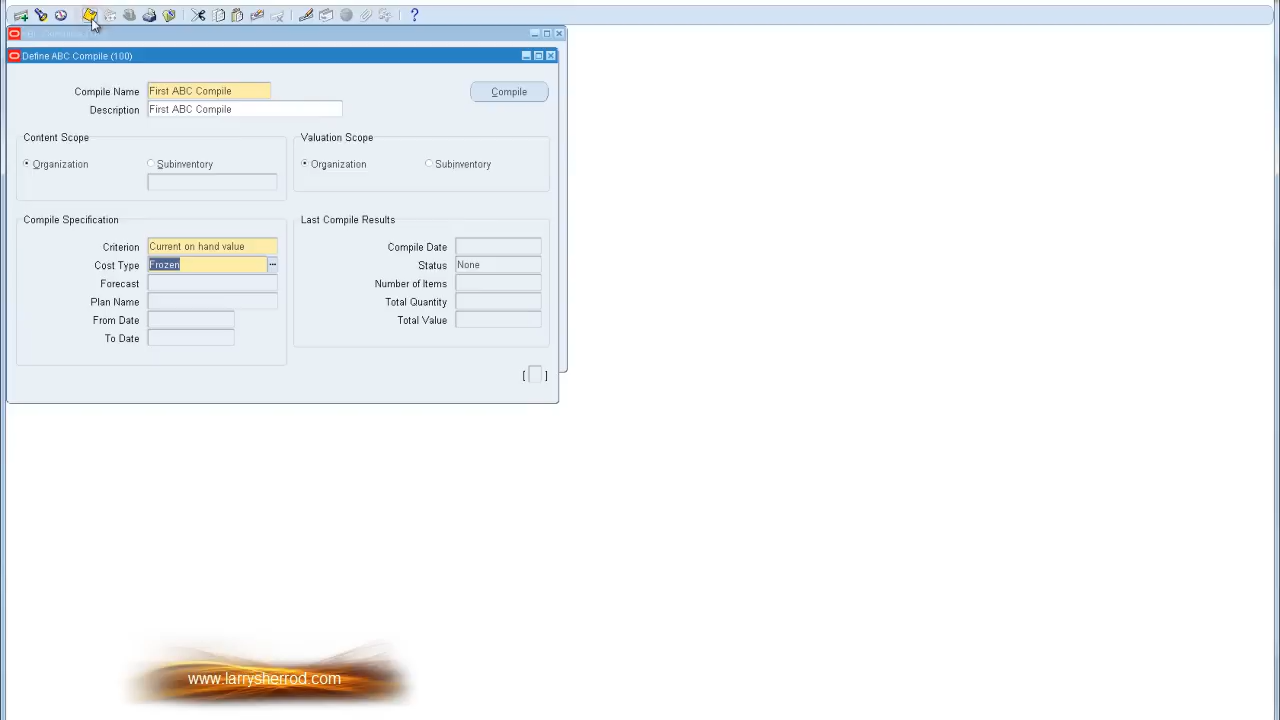 Define ABC Compile (100)
Compile Name First ABC Compile Compile
Description First ABC Compile
Content Scope Valuation Scope
Organization Subinventory Organization Subinventory
Compile Specification Last Compile Results
Criterion Current on hand value Compile Date
Cost Type Frozen Status None
Forecast Number of Items
Plan Name Total Quantity
From Date Total Value
To Date
[ ]
www.larrysherrod.com